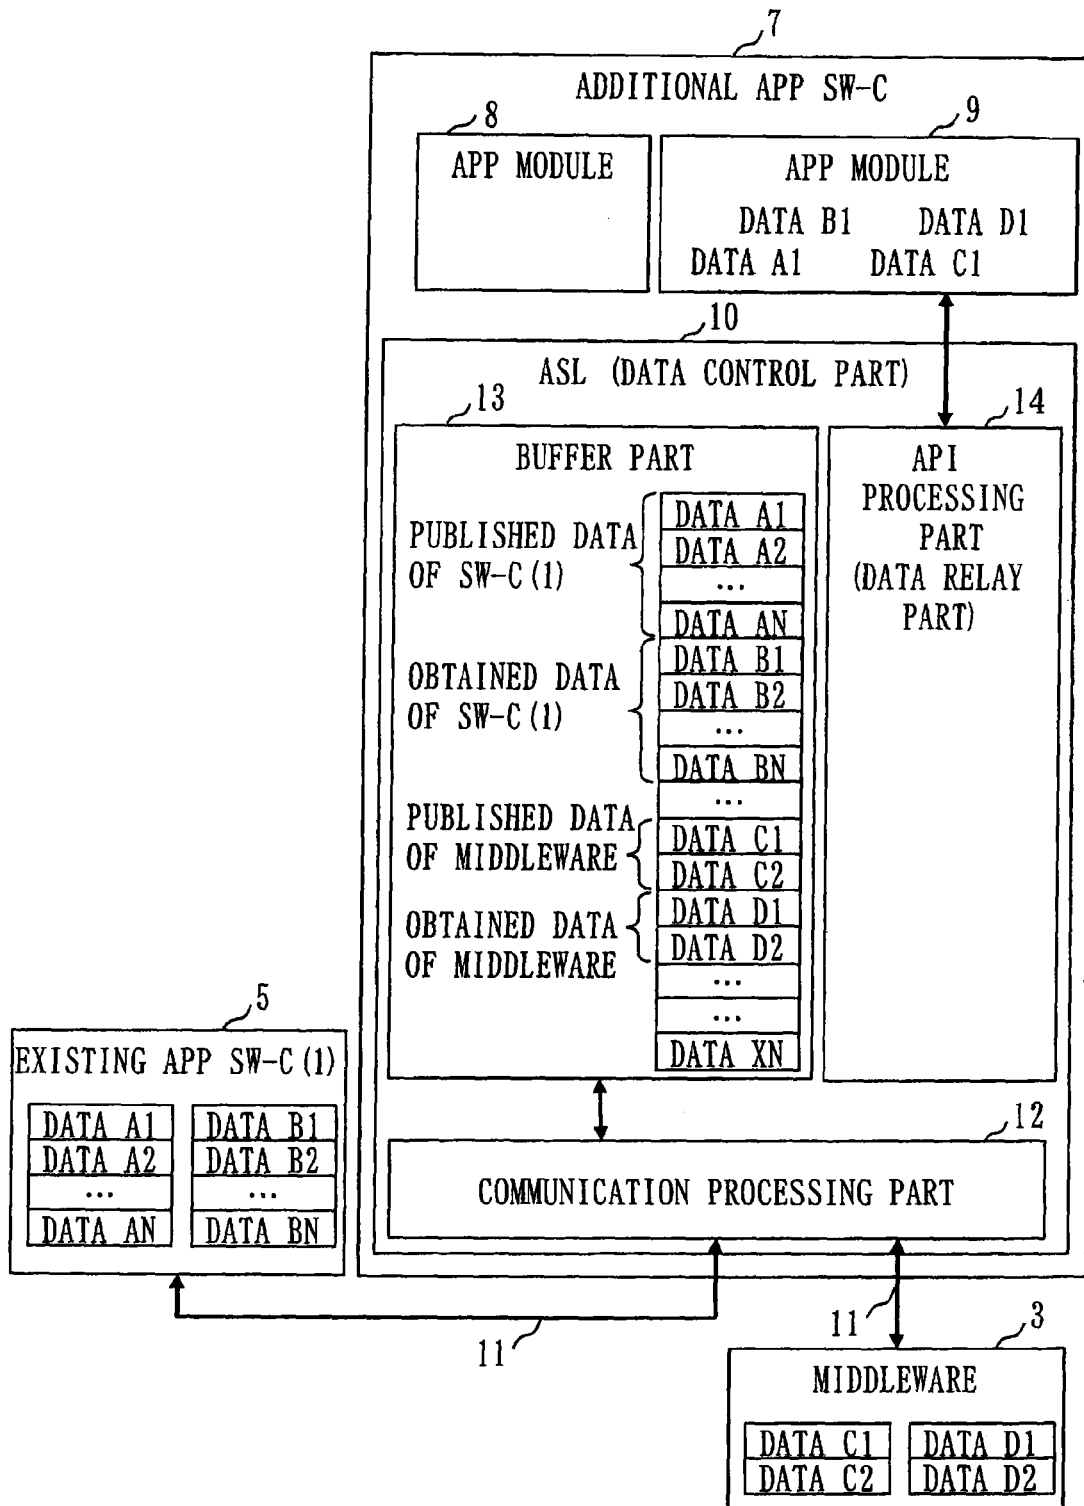 7
ADDITIONAL APP SW-C
8
APP MODULE
9
APP MODULE
DATA B1 DATA D1
DATA A1 DATA C1
10
ASL (DATA CONTROL PART)
13
BUFFER PART
PUBLISHED DATA
OF SW-C(1)
DATA A1
DATA A2
...
DATA AN
OBTAINED DATA
OF SW-C(1)
DATA B1
DATA B2
...
DATA BN
...
PUBLISHED DATA
OF MIDDLEWARE
DATA C1
DATA C2
OBTAINED DATA
OF MIDDLEWARE
DATA D1
DATA D2
...
...
DATA XN
14
API
PROCESSING
PART
(DATA RELAY
PART)
12
COMMUNICATION PROCESSING PART
5
EXISTING APP SW-C(1)
DATA A1
DATA A2
...
DATA AN
DATA B1
DATA B2
...
DATA BN
11
11
3
MIDDLEWARE
DATA C1
DATA C2
DATA D1
DATA D2